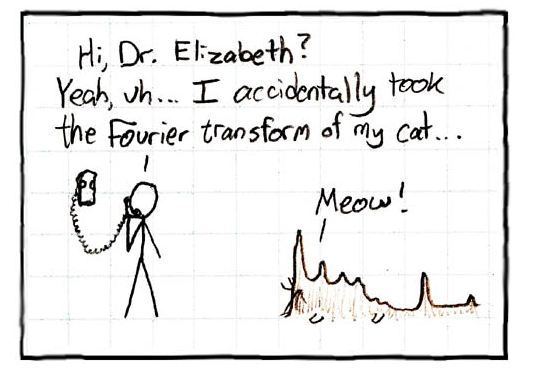 Hi, Dr. Elizabeth?
Yeah, uh... I accidentally took
the Fourier transform of my cat...
Meow!